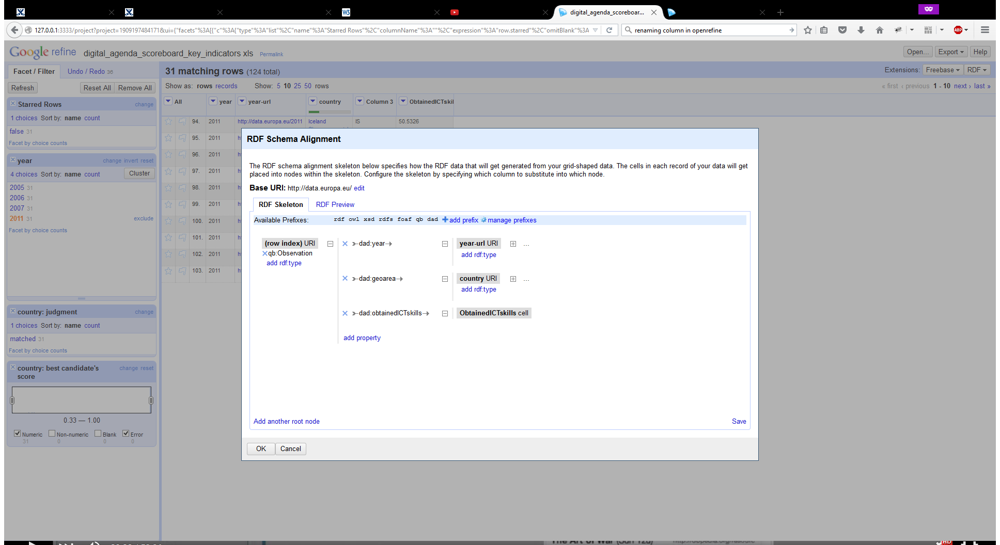 W3
digital_agenda_scoreboar...
127.0.0.1:3333/project?project=1909197484171&ui={"facets"%3A[{"c"%3A{"type"%3A"list"%2C"name"%3A"Starred Rows"%2C"columnName"%3A""%2C"expression"%3A"row.starred"%2C"omitBlank"%3A
renaming column in openrefine
ABP
Google refine digital_agenda_scoreboard_key_indicators xls Permalink
Open... Export Help
Facet / Filter Undo / Redo 36
31 matching rows (124 total)
Extensions: Freebase RDF
Refresh Reset All Remove All
Show as: rows records Show: 5 10 25 50 rows
« first ‹ previous 1 - 10 next › last »
All year year-url country Column 3 ObtainedICTskil
94. 2011 http://data.europa.eu/2011 Iceland IS 50.5326
95. 2011 h
96. 2011 h
97. 2011 h
98. 2011 h
99. 2011 h
100. 2011 h
101. 2011 h
102. 2011 h
103. 2011 h
Starred Rows change
1 choices Sort by: name count
false 31
Facet by choice counts
year change invert reset
4 choices Sort by: name count Cluster
2005 31
2006 31
2007 31
2011 31 exclude
Facet by choice counts
country: judgment change
1 choices Sort by: name count
matched 31
Facet by choice counts
country: best candidate's score change reset
0.33 — 1.00
Numeric Non-numeric Blank Error
31 0 0 0
RDF Schema Alignment
The RDF schema alignment skeleton below specifies how the RDF data that will get generated from your grid-shaped data. The cells in each record of your data will get
placed into nodes within the skeleton. Configure the skeleton by specifying which column to substitute into which node.
Base URI: http://data.europa.eu/ edit
RDF Skeleton RDF Preview
Available Prefixes: rdf owl xsd rdfs foaf qb dad add prefix manage prefixes
(row index) URI dad:year year-url URI ...
qb:Observation add rdf:type
add rdf:type
dad:geoarea country URI ...
add rdf:type
dad:obtainedICTskills ObtainedICTskills cell
add property
Add another root node Save
OK Cancel
HD